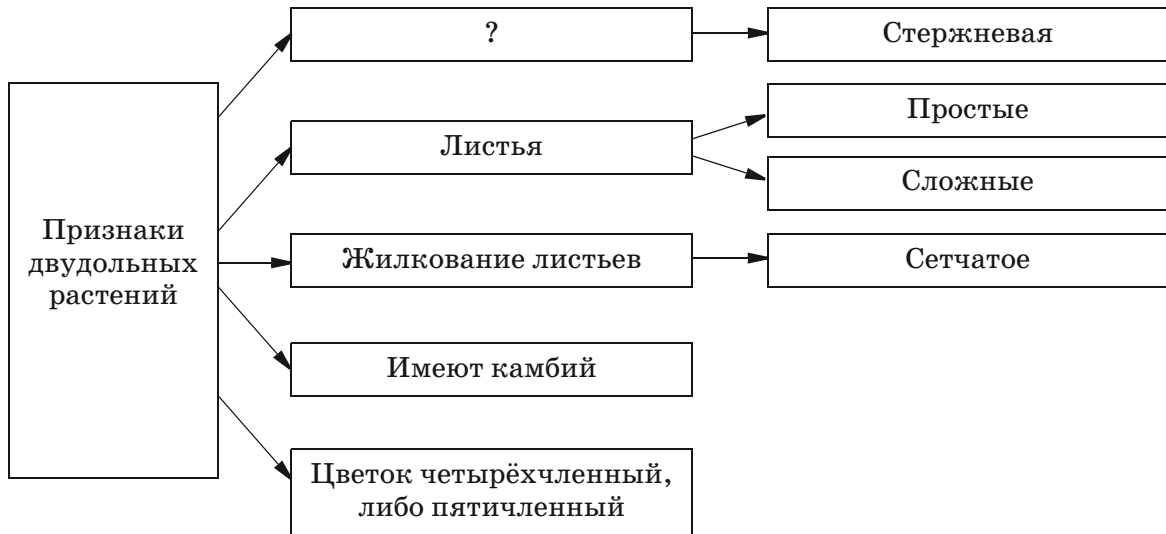 ?
Стержневая
Листья
Простые
Сложные
Признаки
двудольных
растений
Жилкование листьев
Сетчатое
Имеют камбий
Цветок четырёхчленный,
либо пятичленный